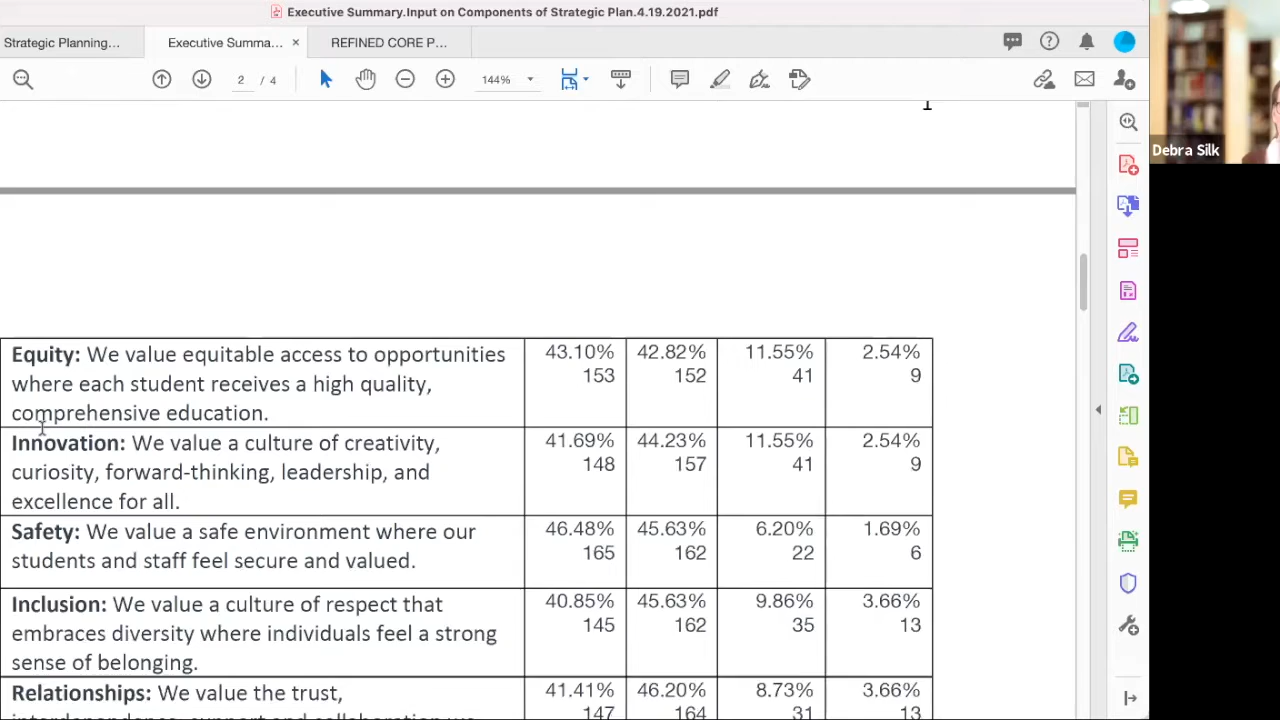 Executive Summary.Input on Components of Strategic Plan.4.19.2021.pdf
Strategic Planning...
Executive Summa... ×
REFINED CORE P...
2 / 4
144%
Debra Silk
1
Equity: We value equitable access to opportunities
where each student receives a high quality,
comprehensive education.
43.10% 42.82% 11.55% 2.54%
153 152 41 9
Innovation: We value a culture of creativity,
curiosity, forward-thinking, leadership, and
excellence for all.
41.69% 44.23% 11.55% 2.54%
148 157 41 9
Safety: We value a safe environment where our
students and staff feel secure and valued.
46.48% 45.63% 6.20% 1.69%
165 162 22 6
Inclusion: We value a culture of respect that
embraces diversity where individuals feel a strong
sense of belonging.
40.85% 45.63% 9.86% 3.66%
145 162 35 13
Relationships: We value the trust,
41.41% 46.20% 8.73% 3.66%
147 164 31 13